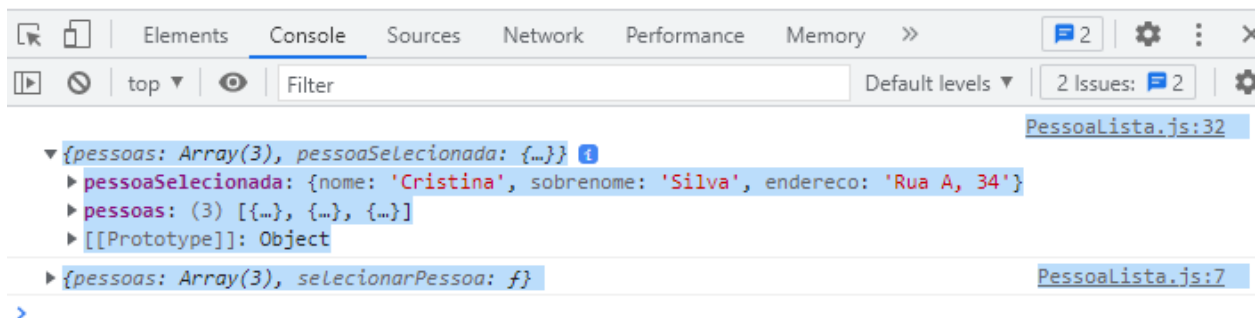 Elements Console Sources Network Performance Memory » 2
top ▼ Filter Default levels ▼ 2 Issues: 2
PessoaLista.js:32
▼{pessoas: Array(3), pessoaSelecionada: {…}} i
▶pessoaSelecionada: {nome: 'Cristina', sobrenome: 'Silva', endereco: 'Rua A, 34'}
▶pessoas: (3) [{…}, {…}, {…}]
▶[[Prototype]]: Object
▶{pessoas: Array(3), selecionarPessoa: ƒ} PessoaLista.js:7
>